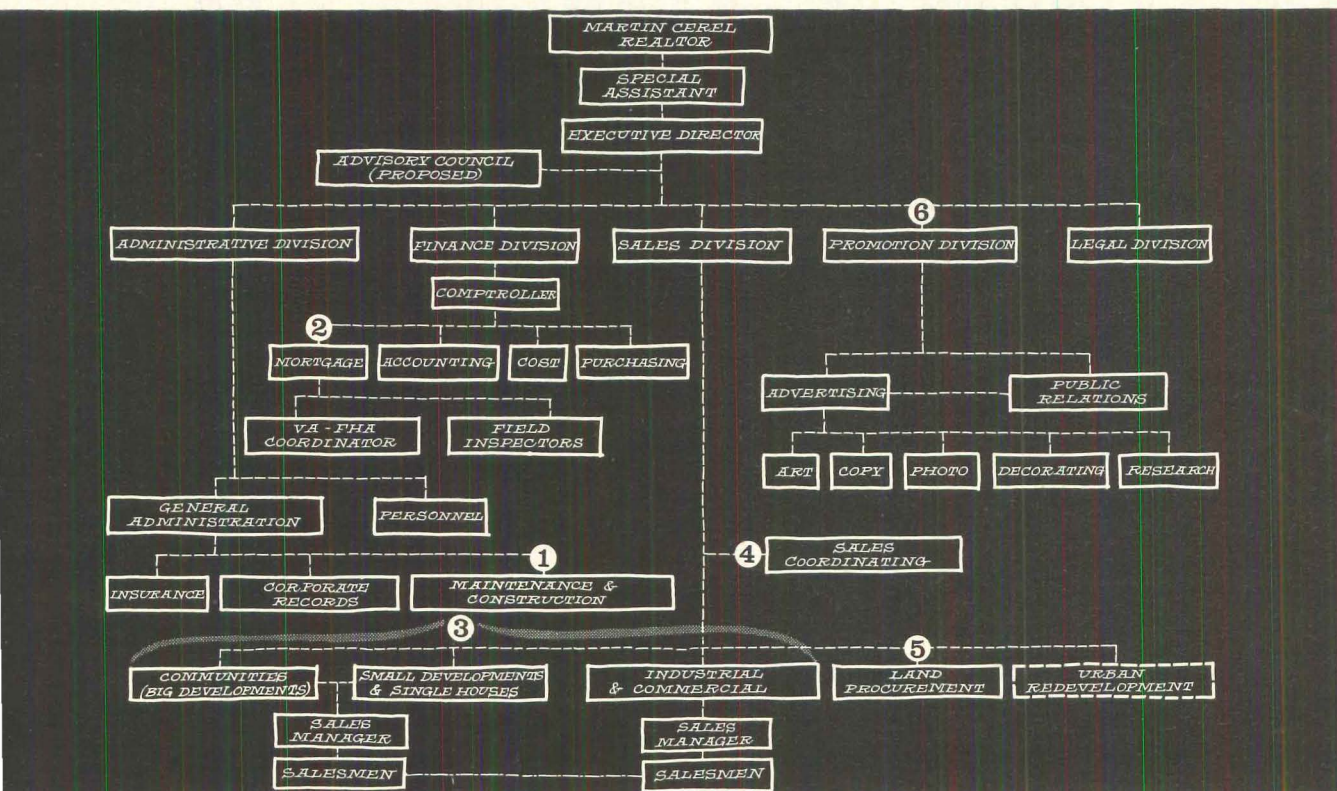 MARTIN CEREL
REALTOR
SPECIAL
ASSISTANT
EXECUTIVE DIRECTOR
ADVISORY COUNCIL
(PROPOSED)
6
ADMINISTRATIVE DIVISION
FINANCE DIVISION
SALES DIVISION
PROMOTION DIVISION
LEGAL DIVISION
COMPTROLLER
2
MORTGAGE
ACCOUNTING
COST
PURCHASING
ADVERTISING
PUBLIC
RELATIONS
VA-FHA
COORDINATOR
FIELD
INSPECTORS
ART
COPY
PHOTO
DECORATING
RESEARCH
GENERAL
ADMINISTRATION
PERSONNEL
1
4
SALES
COORDINATING
INSURANCE
CORPORATE
RECORDS
MAINTENANCE &
CONSTRUCTION
3
5
COMMUNITIES
(BIG DEVELOPMENTS)
SMALL DEVELOPMENTS
& SINGLE HOUSES
INDUSTRIAL
& COMMERCIAL
LAND
PROCUREMENT
URBAN
REDEVELOPMENT
SALES
MANAGER
SALES
MANAGER
SALESMEN
SALESMEN